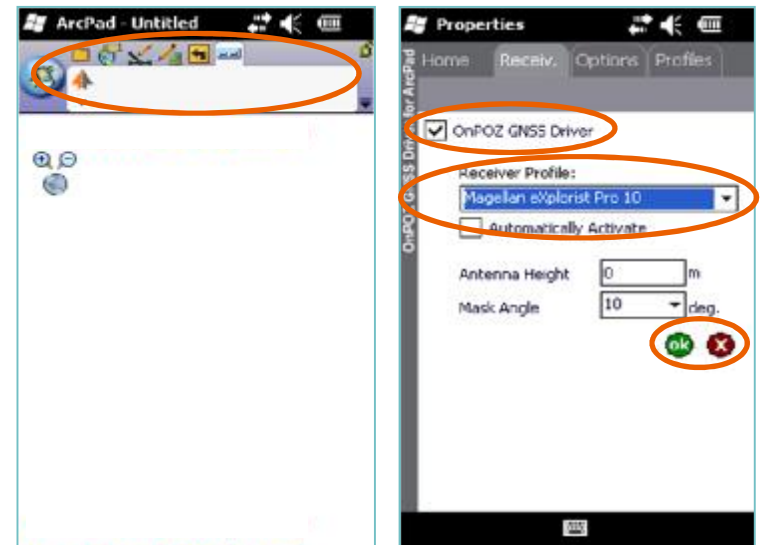 ArcPad - Untitled
Properties
Home Receiv. Options Profiles
OnPOZ GNSS Driver for ArcPad
OnPOZ GNSS Driver
Receiver Profile:
Magellan eXplorist Pro 10
Automatically Activate
Antenna Height 0 m
Mask Angle 10 deg.
ok X